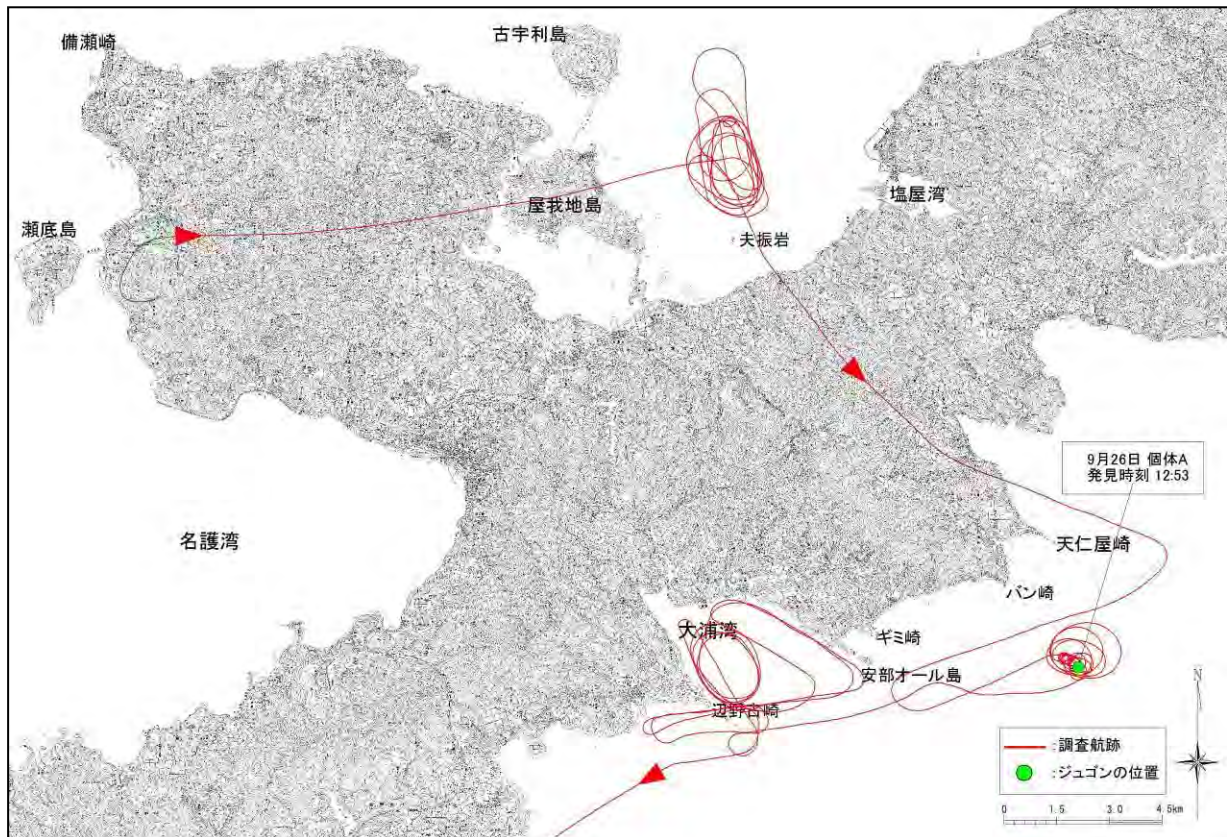 古宇利島
備瀬崎
塩屋湾
屋我地島
瀬底島
夫振岩
9月26日 個体A
発見時刻 12:53
名護湾
天仁屋崎
バン崎
大浦湾
ギミ崎
安部オール島
辺野古崎
N
:調査航跡
:ジュゴンの位置
0 1.5 3.0 4.5km